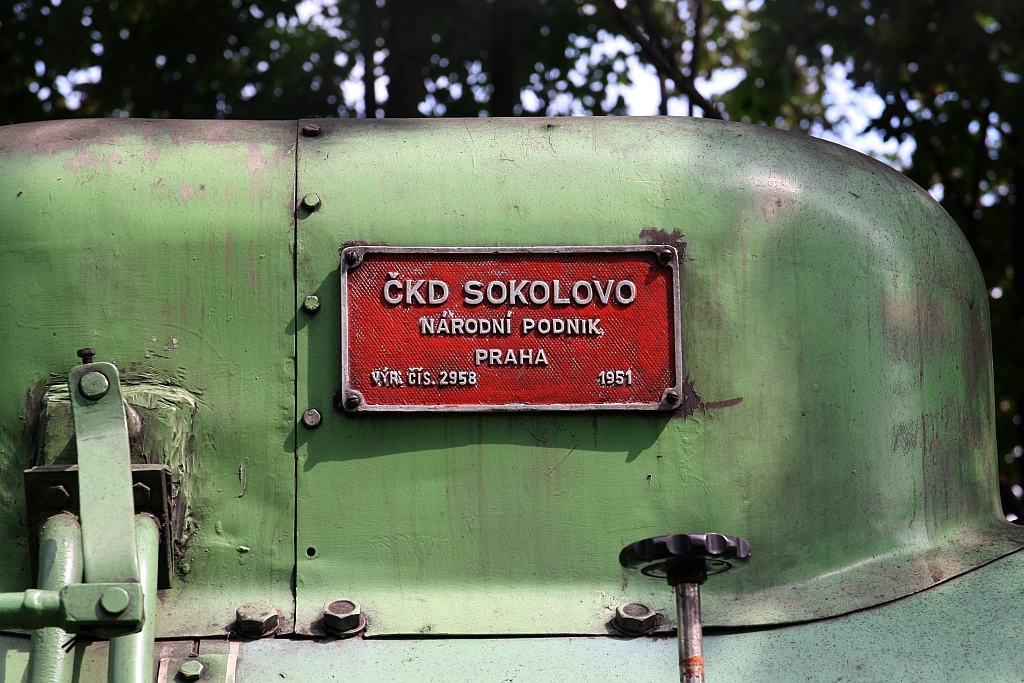 ČKD SOKOLOVO
NÁRODNÍ PODNIK
PRAHA
VÝR. ČÍS. 2958 1951